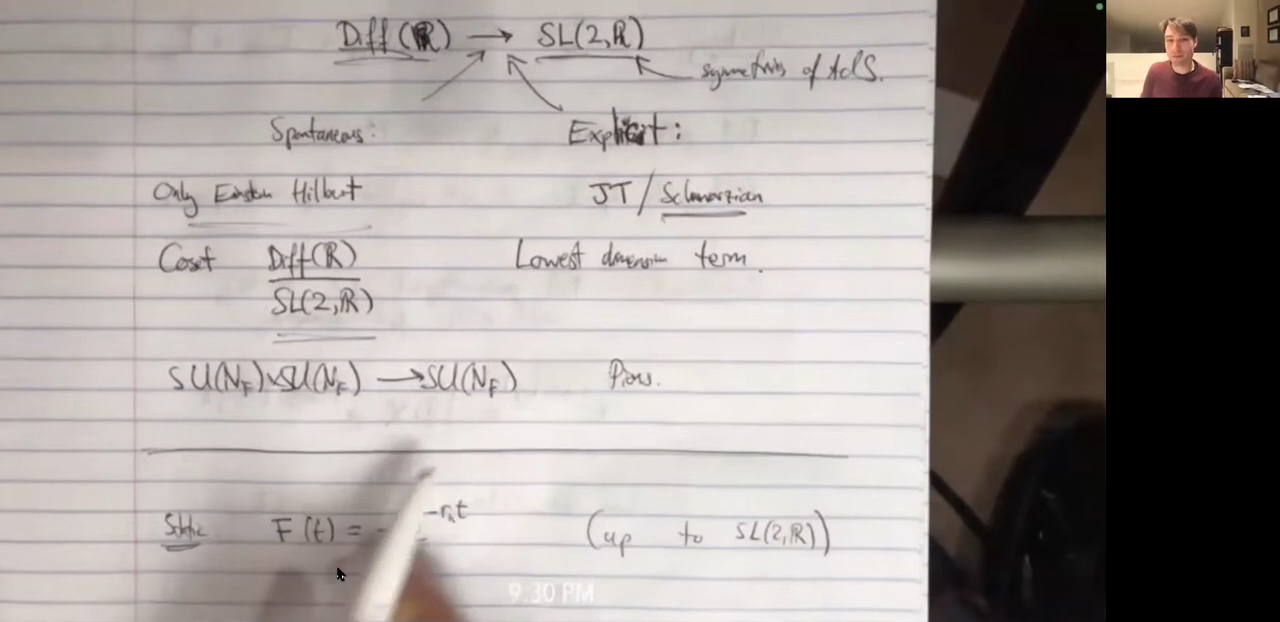 Diff(ℝ) → SL(2,ℝ)
symmetries of AdS.
Spontaneous: Explicit:
Only Einstein Hilbert JT/Schwarzian
Coset Diff(ℝ) Lowest dimension term.
SL(2,ℝ)
SU(N_F)×SU(N_F) → SU(N_F) Pions.
Static F(t) = -r_h t (up to SL(2,ℝ))
9:30 PM